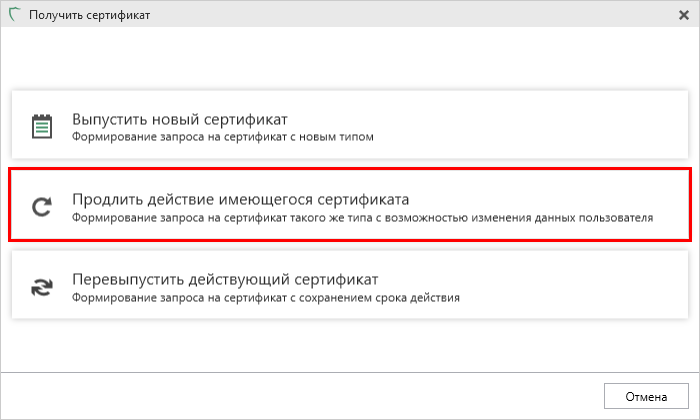 Получить сертификат
Выпустить новый сертификат
Формирование запроса на сертификат с новым типом
Продлить действие имеющегося сертификата
Формирование запроса на сертификат такого же типа с возможностью изменения данных пользователя
Перевыпустить действующий сертификат
Формирование запроса на сертификат с сохранением срока действия
Отмена